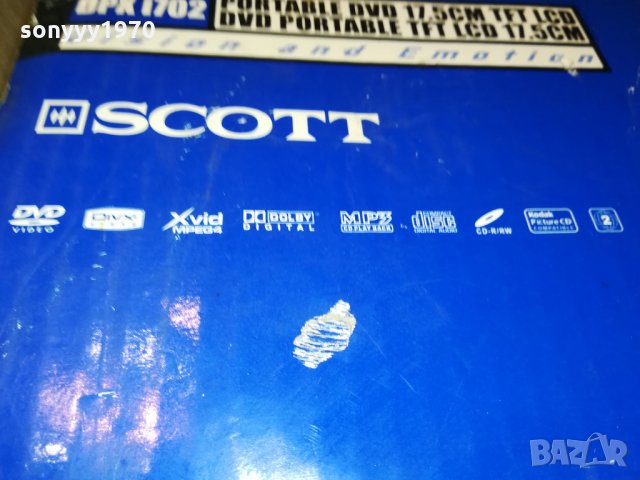 sonyyy1970
DPX 1702
PORTABLE DVD 17,5CM TFT LCD
DVD PORTABLE TFT LCD 17,5CM
and Emotion
SCOTT
DVD VIDEO
DIVX
Xvid MPEG4
DOLBY DIGITAL
MP3 CD PLAY BACK
COMPACT disc DIGITAL AUDIO
CD-R/RW
Kodak Picture CD COMPATIBLE
2
BAZAR